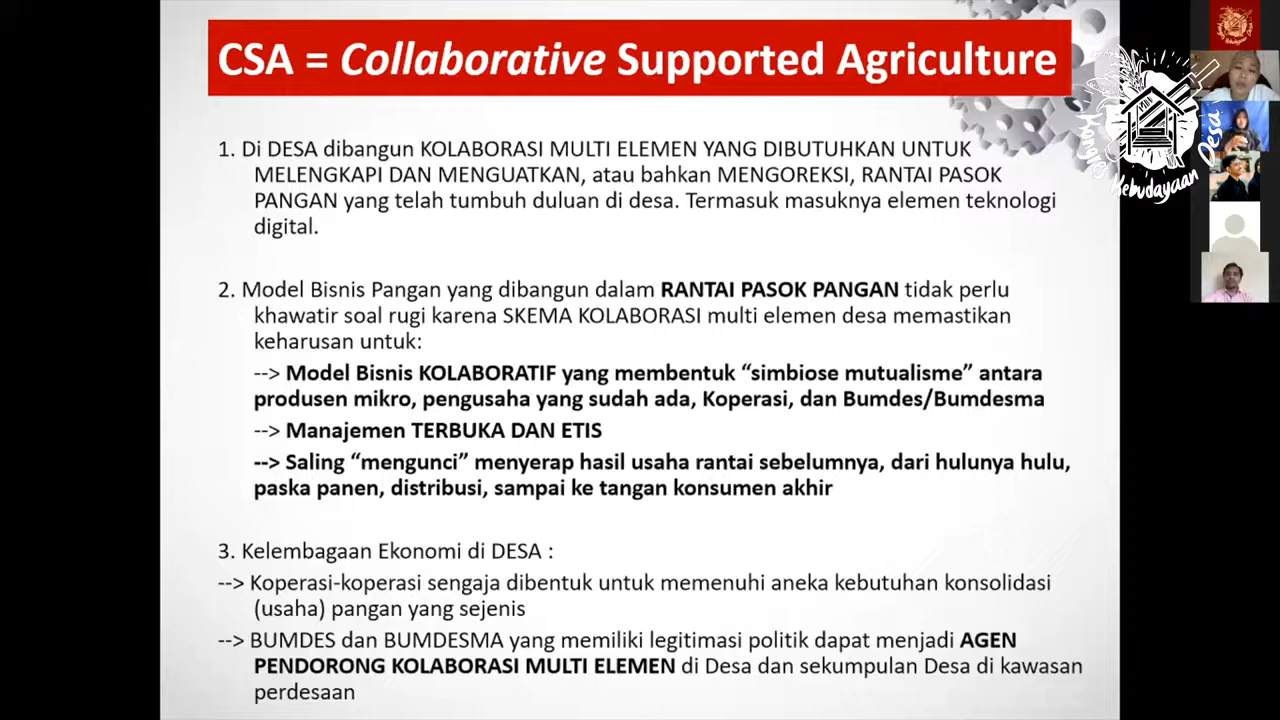 CSA = Collaborative Supported Agriculture
1. Di DESA dibangun KOLABORASI MULTI ELEMEN YANG DIBUTUHKAN UNTUK
MELENGKAPI DAN MENGUATKAN, atau bahkan MENGOREKSI, RANTAI PASOK
PANGAN yang telah tumbuh duluan di desa. Termasuk masuknya elemen teknologi
digital.
2. Model Bisnis Pangan yang dibangun dalam RANTAI PASOK PANGAN tidak perlu
khawatir soal rugi karena SKEMA KOLABORASI multi elemen desa memastikan
keharusan untuk:
--> Model Bisnis KOLABORATIF yang membentuk “simbiose mutualisme” antara
produsen mikro, pengusaha yang sudah ada, Koperasi, dan Bumdes/Bumdesma
--> Manajemen TERBUKA DAN ETIS
--> Saling “mengunci” menyerap hasil usaha rantai sebelumnya, dari hulunya hulu,
paska panen, distribusi, sampai ke tangan konsumen akhir
3. Kelembagaan Ekonomi di DESA :
--> Koperasi-koperasi sengaja dibentuk untuk memenuhi aneka kebutuhan konsolidasi
(usaha) pangan yang sejenis
--> BUMDES dan BUMDESMA yang memiliki legitimasi politik dapat menjadi AGEN
PENDORONG KOLABORASI MULTI ELEMEN di Desa dan sekumpulan Desa di kawasan
perdesaan
Kebudayaan Desa